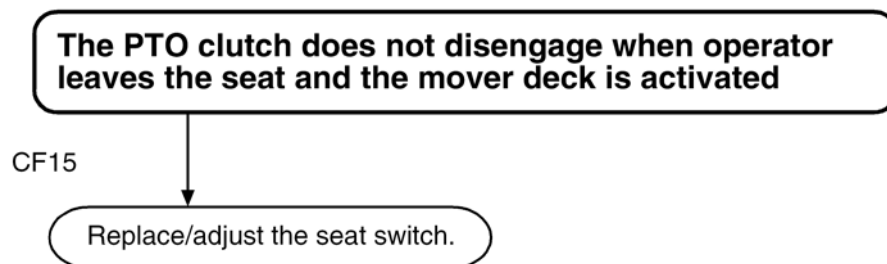 The PTO clutch does not disengage when operator
leaves the seat and the mover deck is activated
CF15
Replace/adjust the seat switch.